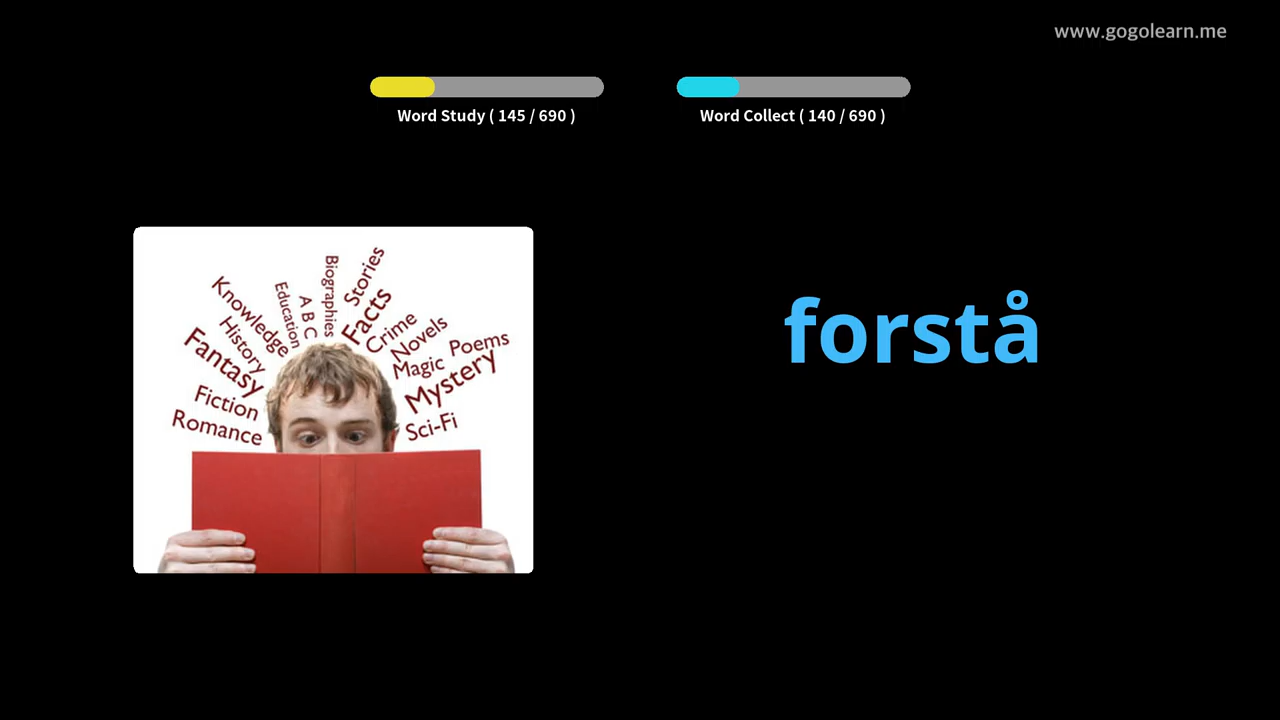 www.gogolearn.me
Word Study ( 145 / 690 )
Word Collect ( 140 / 690 )
forstå
Biographies
Stories
Education
A B C
Facts
Knowledge
Crime
History
Novels
Poems
Fantasy
Magic
Mystery
Fiction
Romance
Sci-Fi